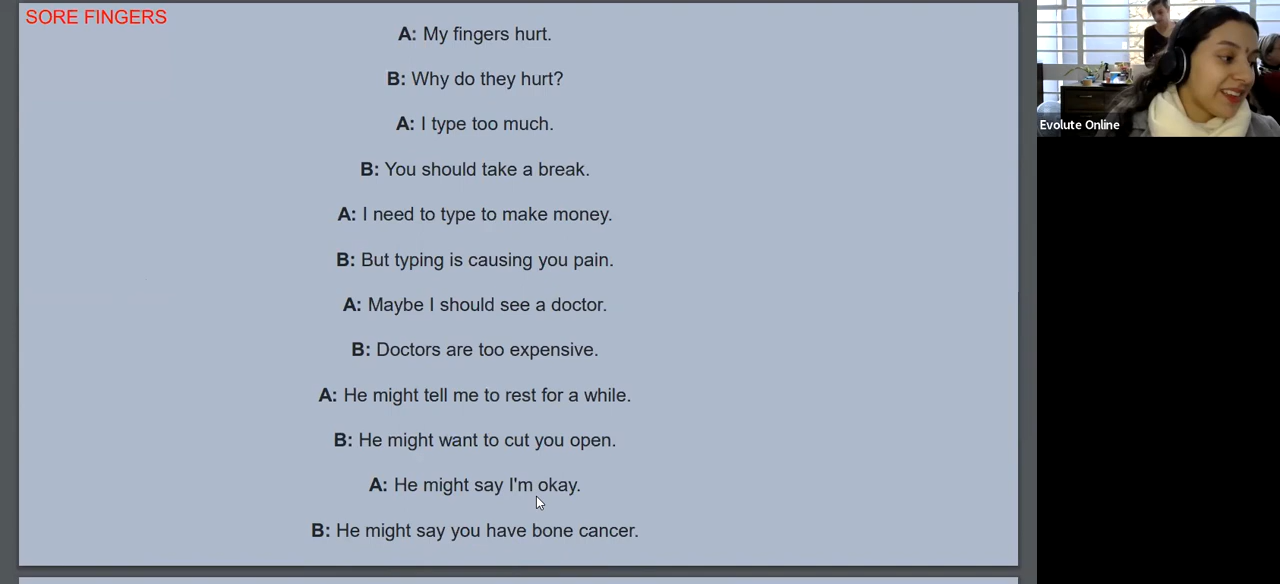 SORE FINGERS
A: My fingers hurt.
B: Why do they hurt?
A: I type too much.
B: You should take a break.
A: I need to type to make money.
B: But typing is causing you pain.
A: Maybe I should see a doctor.
B: Doctors are too expensive.
A: He might tell me to rest for a while.
B: He might want to cut you open.
A: He might say I'm okay.
B: He might say you have bone cancer.
Evolute Online